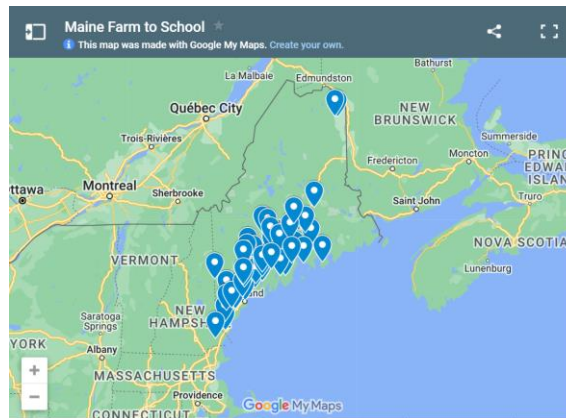 Maine Farm to School
This map was made with Google My Maps. Create your own.
Bathurst
La Malbaie
Edmundston
Québec City
NEW
BRUNSWICK
Trois-Rivières
Summerside
Fredericton
Moncton
PRINC
EDWA
ISLAN
ttawa
Montreal
Sherbrooke
Saint John
Truro
NOVA SCOTIA
VERMONT
Lunenburg
nd
NEW
HAMPSH
Saratoga
Springs
YORK
Albany
MASSACHUSETTS
Providence
CONNECTICUT
Google My Maps